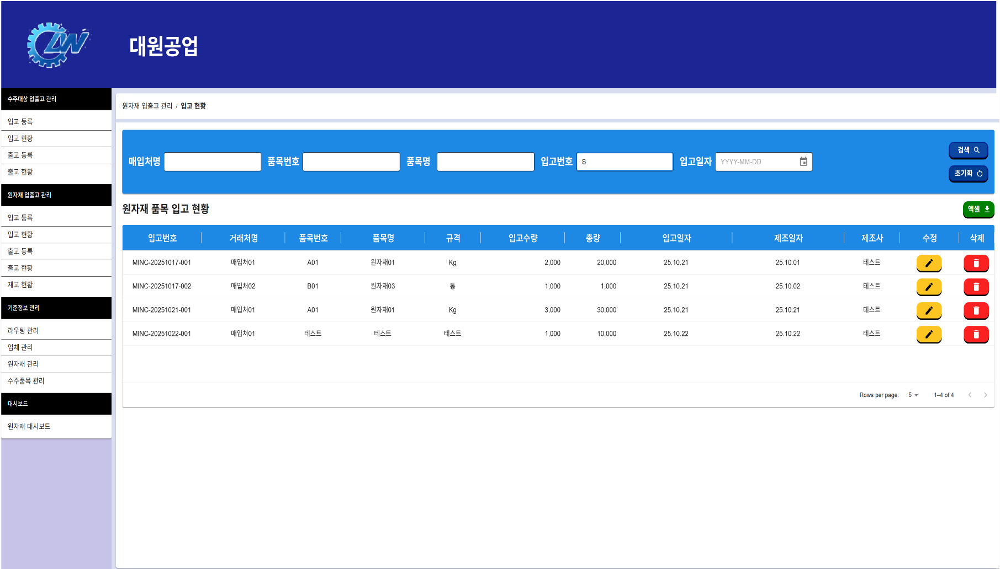 DW
대원공업
수주대상 입출고 관리
입고 등록
입고 현황
출고 등록
출고 현황
원자재 입출고 관리
입고 등록
입고 현황
출고 등록
출고 현황
재고 현황
기준정보 관리
라우팅 관리
업체 관리
원자재 관리
수주품목 관리
대시보드
원자재 대시보드
원자재 입출고 관리 / 입고 현황
매입처명 품목번호 품목명 입고번호 S 입고일자 YYYY-MM-DD
검색
초기화
원자재 품목 입고 현황
엑셀
입고번호 거래처명 품목번호 품목명 규격 입고수량 총량 입고일자 제조일자 제조사 수정 삭제
MINC-20251017-001 매입처01 A01 원자재01 Kg 2,000 20,000 25.10.21 25.10.01 테스트
MINC-20251017-002 매입처02 B01 원자재03 통 1,000 1,000 25.10.21 25.10.02 테스트
MINC-20251021-001 매입처01 A01 원자재01 Kg 3,000 30,000 25.10.21 25.10.21 테스트
MINC-20251022-001 매입처01 테스트 테스트 테스트 1,000 10,000 25.10.22 25.10.22 테스트
Rows per page: 5 1–4 of 4